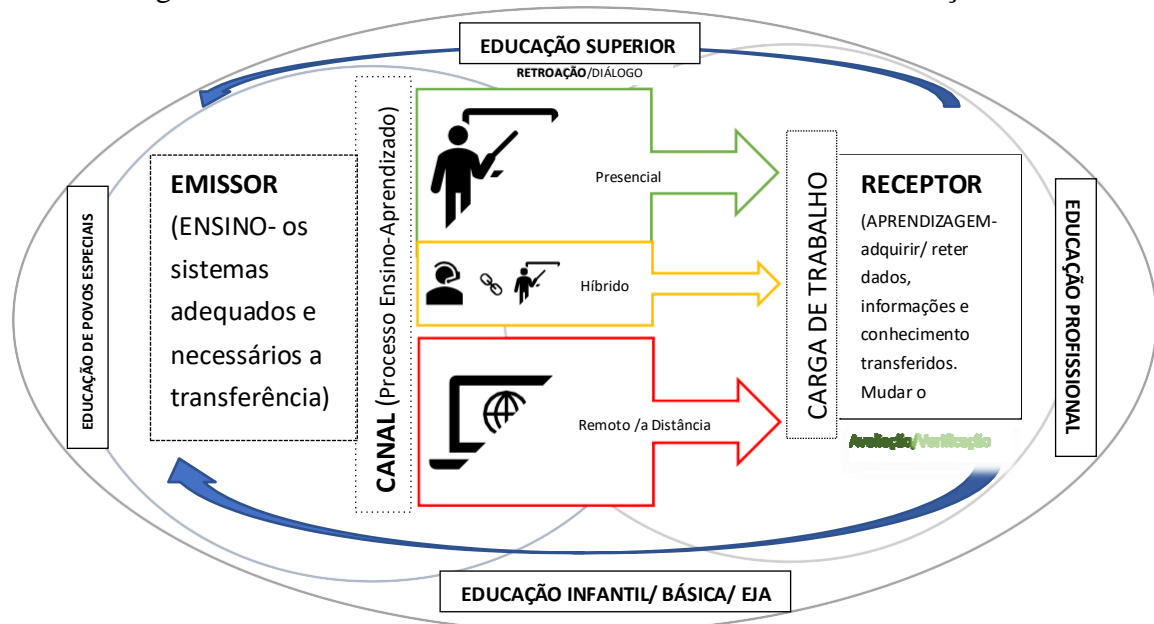 EDUCAÇÃO SUPERIOR
RETROAÇÃO/DIÁLOGO
EDUCAÇÃO DE POVOS ESPECIAIS
EMISSOR
(ENSINO- os
sistemas
adequados e
necessários a
transferência)
CANAL (Processo Ensino-Aprendizado)
Presencial
Híbrido
Remoto /a Distância
CARGA DE TRABALHO
RECEPTOR
(APRENDIZAGEM-
adquirir/ reter
dados,
informações e
conhecimento
transferidos.
Mudar o
Avaliação/Verificação
EDUCAÇÃO PROFISSIONAL
EDUCAÇÃO INFANTIL/ BÁSICA/ EJA